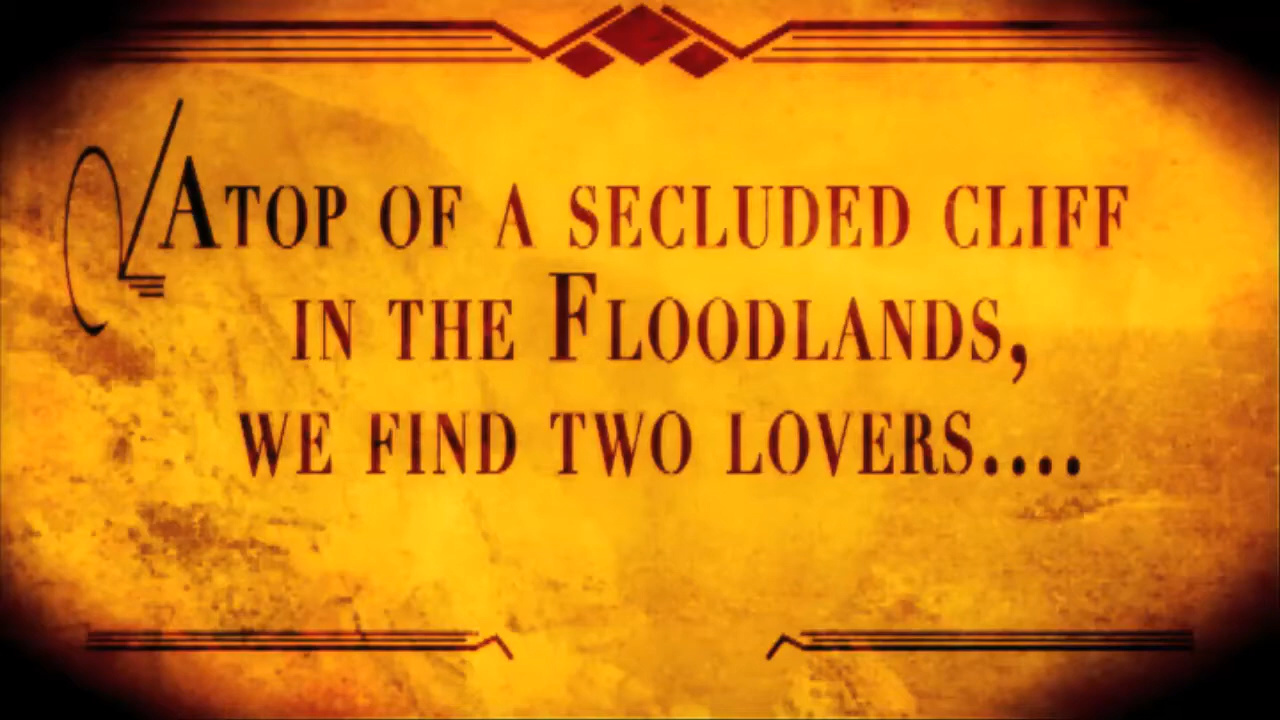 Atop of a secluded cliff
in the Floodlands,
we find two lovers....